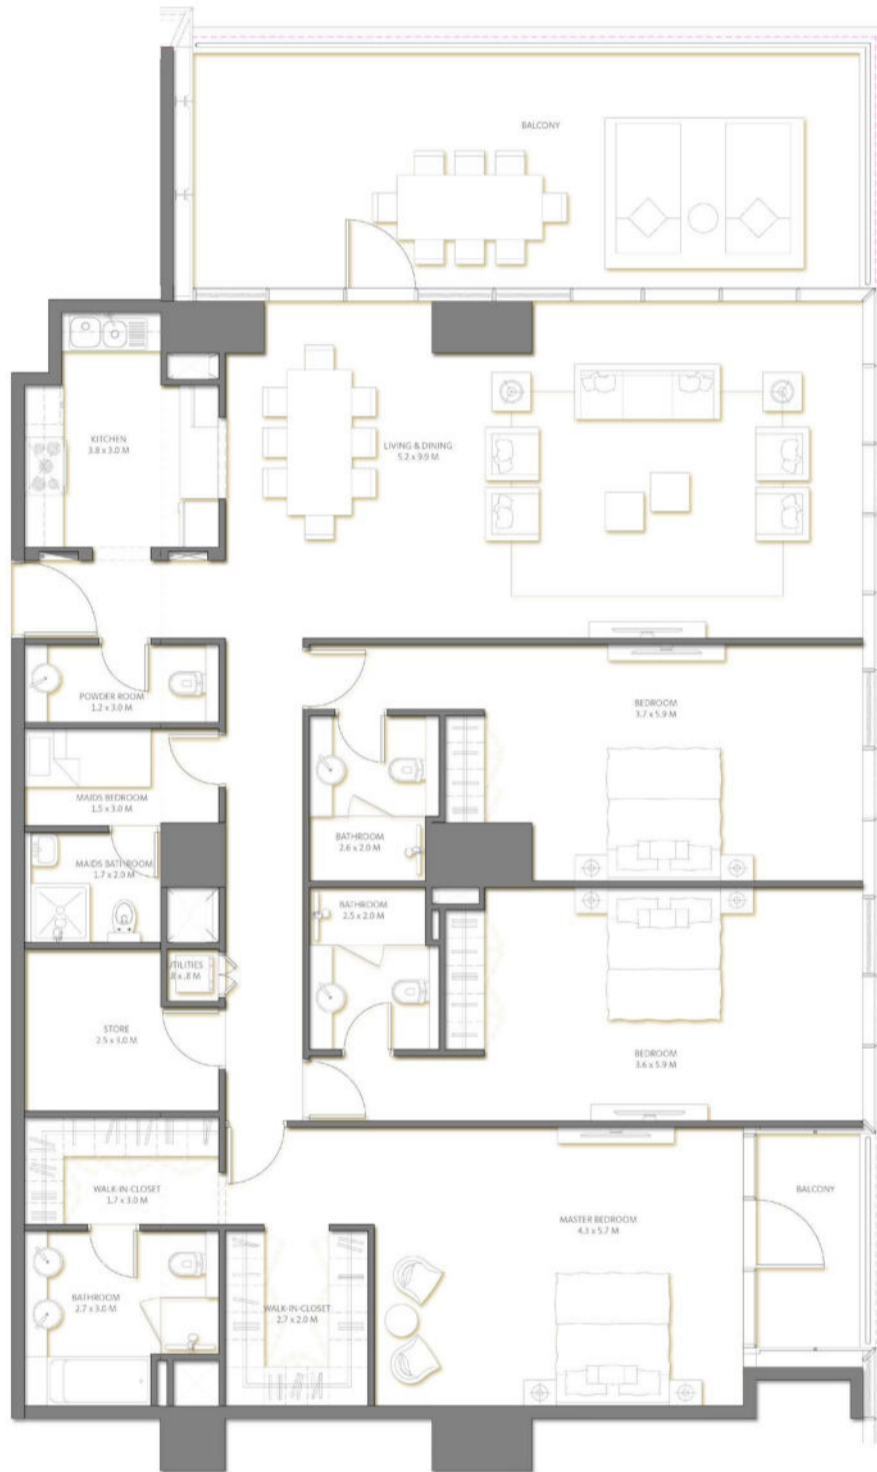 BALCONY
KITCHEN
3.8 x 3.0 M
LIVING & DINING
5.2 x 9.9 M
POWDER ROOM
1.2 x 3.0 M
BEDROOM
3.7 x 5.9 M
MAIDS BEDROOM
1.5 x 3.0 M
BATHROOM
2.6 x 2.0 M
MAIDS BATHROOM
1.7 x 2.0 M
BATHROOM
2.5 x 2.0 M
UTILITIES
.8 x .8 M
STORE
2.5 x 3.0 M
BEDROOM
3.6 x 5.9 M
WALK-IN-CLOSET
1.7 x 3.0 M
BALCONY
MASTER BEDROOM
4.3 x 5.7 M
BATHROOM
2.7 x 3.0 M
WALK-IN-CLOSET
2.7 x 2.0 M